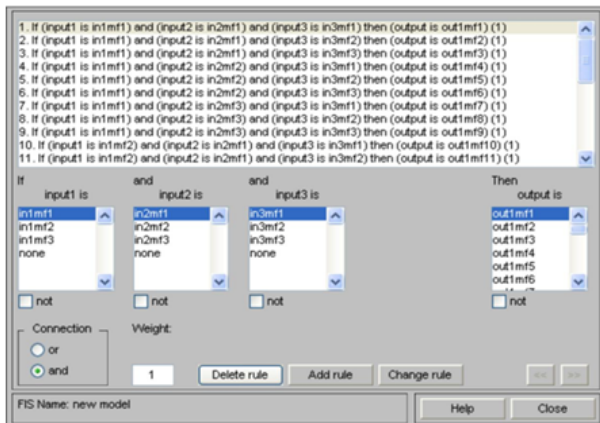 1. If (input1 is in1mf1) and (input2 is in2mf1) and (input3 is in3mf1) then (output is out1mf1) (1)
2. If (input1 is in1mf1) and (input2 is in2mf1) and (input3 is in3mf2) then (output is out1mf2) (1)
3. If (input1 is in1mf1) and (input2 is in2mf1) and (input3 is in3mf3) then (output is out1mf3) (1)
4. If (input1 is in1mf1) and (input2 is in2mf2) and (input3 is in3mf1) then (output is out1mf4) (1)
5. If (input1 is in1mf1) and (input2 is in2mf2) and (input3 is in3mf2) then (output is out1mf5) (1)
6. If (input1 is in1mf1) and (input2 is in2mf2) and (input3 is in3mf3) then (output is out1mf6) (1)
7. If (input1 is in1mf1) and (input2 is in2mf3) and (input3 is in3mf1) then (output is out1mf7) (1)
8. If (input1 is in1mf1) and (input2 is in2mf3) and (input3 is in3mf2) then (output is out1mf8) (1)
9. If (input1 is in1mf1) and (input2 is in2mf3) and (input3 is in3mf3) then (output is out1mf9) (1)
10. If (input1 is in1mf2) and (input2 is in2mf1) and (input3 is in3mf1) then (output is out1mf10) (1)
11. If (input1 is in1mf2) and (input2 is in2mf1) and (input3 is in3mf2) then (output is out1mf11) (1)
If and and Then
input1 is input2 is input3 is output is
in1mf1 in2mf1 in3mf1 out1mf1
in1mf2 in2mf2 in3mf2 out1mf2
in1mf3 in2mf3 in3mf3 out1mf3
none none none out1mf4
out1mf5
out1mf6
not not not not
Connection Weight:
or
and 1 Delete rule Add rule Change rule << >>
FIS Name: new model Help Close